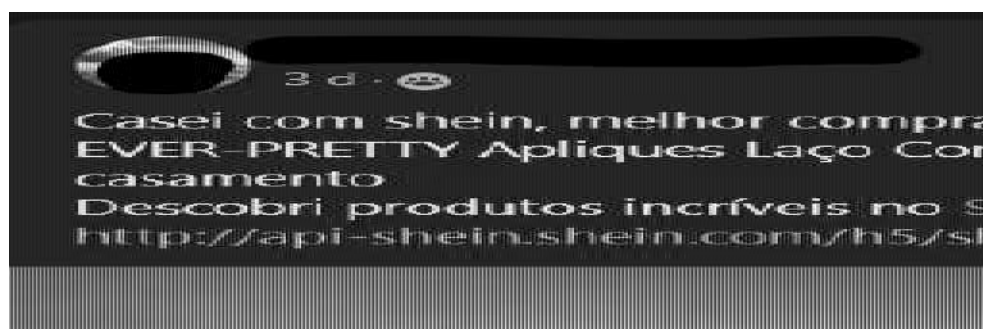 3 d ·
Casei com shein, melhor compra
EVER-PRETTY Apliques Laço
casamento
Descobri produtos incríveis no S
http://api-shein.shein.com/h5/sh